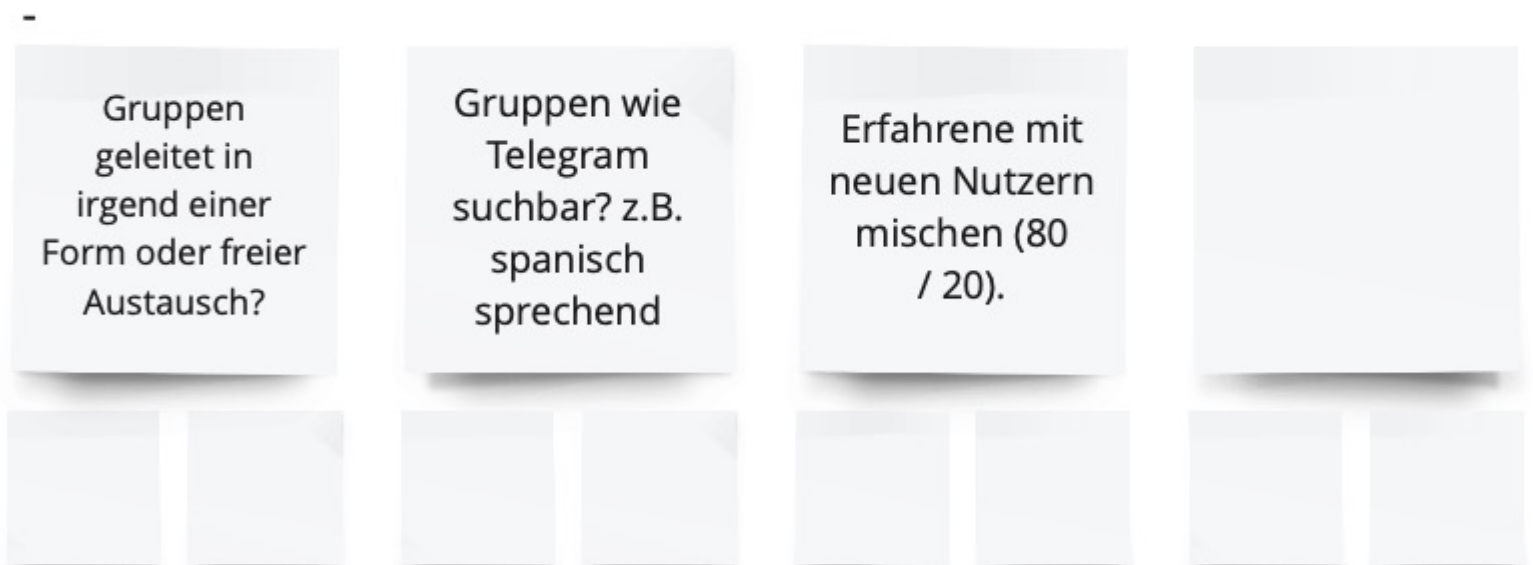 -
Gruppen
geleitet in
irgend einer
Form oder freier
Austausch?
Gruppen wie
Telegram
suchbar? z.B.
spanisch
sprechend
Erfahrene mit
neuen Nutzern
mischen (80
/ 20).